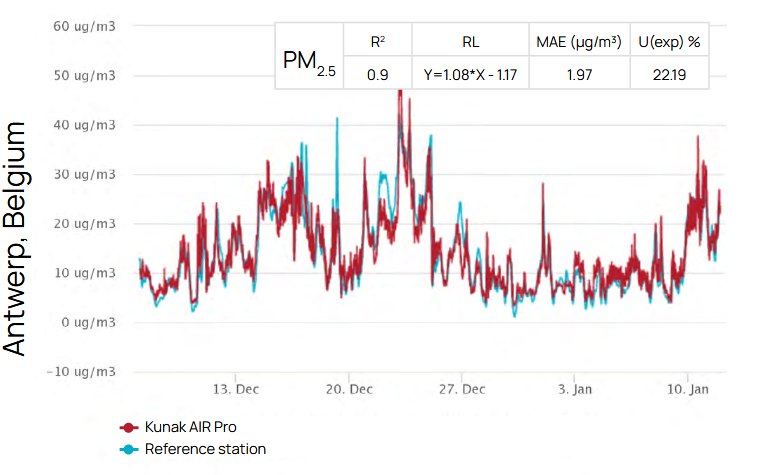 60 ug/m3
50 ug/m3
40 ug/m3
30 ug/m3
20 ug/m3
10 ug/m3
0 ug/m3
-10 ug/m3
Antwerp, Belgium
PM2.5
R² RL MAE (µg/m³) U(exp) %
0.9 Y=1.08*X - 1.17 1.97 22.19
13. Dec 20. Dec 27. Dec 3. Jan 10. Jan
Kunak AIR Pro
Reference station